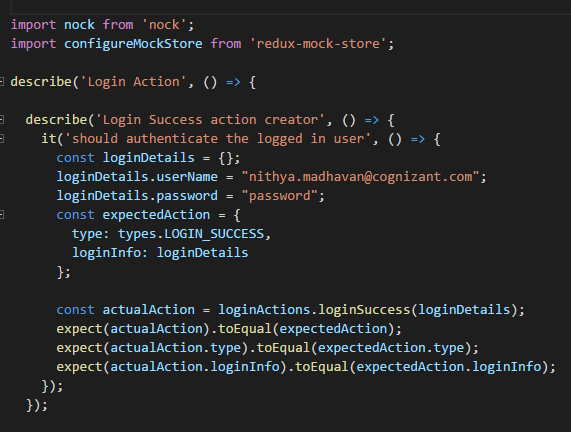 import nock from 'nock';
import configureMockStore from 'redux-mock-store';
describe('Login Action', () => {
describe('Login Success action creator', () => {
it('should authenticate the logged in user', () => {
const loginDetails = {};
loginDetails.userName = "nithya.madhavan@cognizant.com";
loginDetails.password = "password";
const expectedAction = {
type: types.LOGIN_SUCCESS,
loginInfo: loginDetails
};
const actualAction = loginActions.loginSuccess(loginDetails);
expect(actualAction).toEqual(expectedAction);
expect(actualAction.type).toEqual(expectedAction.type);
expect(actualAction.loginInfo).toEqual(expectedAction.loginInfo);
});
});